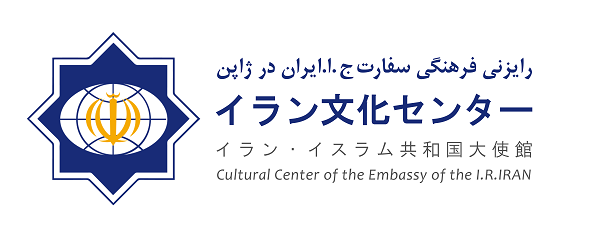 رایزنی فرهنگی سفارت ج.ا.ایران در ژاپن
イラン文化センター
イラン・イスラム共和国大使館
Cultural Center of the Embassy of the I.R.IRAN